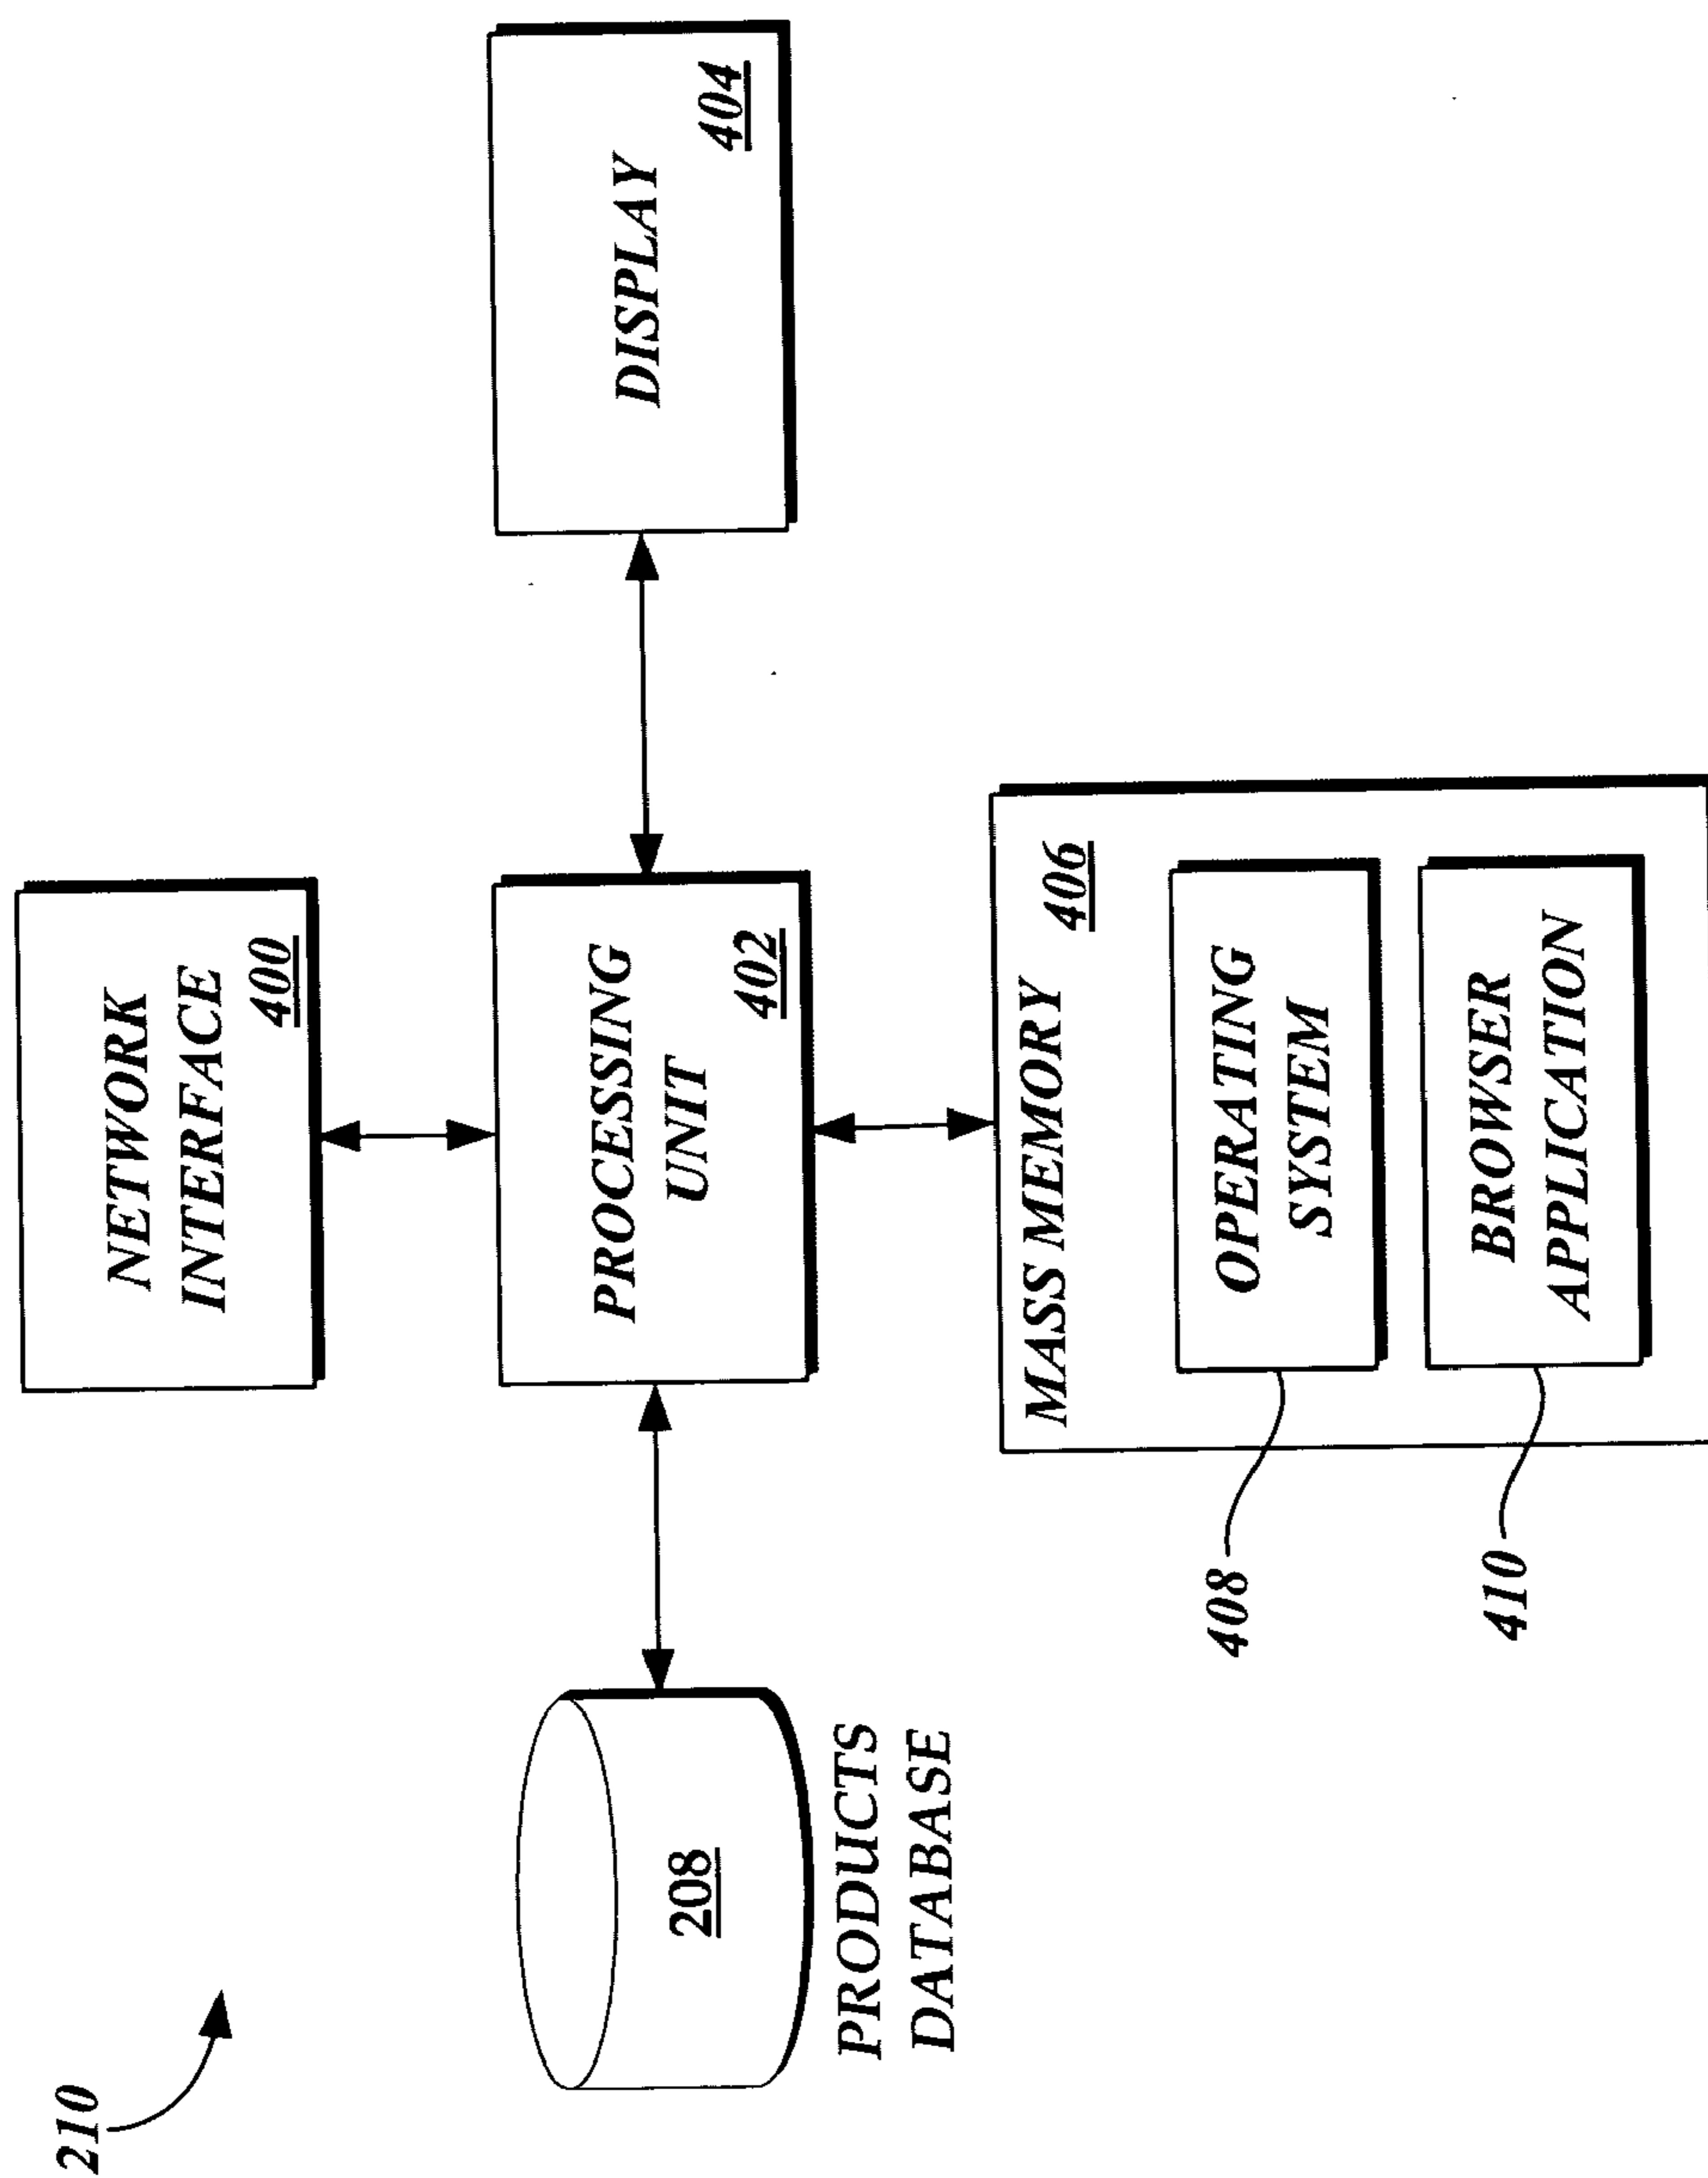 210
NETWORK
INTERFACE
400
PROCESSING
UNIT
402
DISPLAY
404
208
PRODUCTS
DATABASE
MASS MEMORY
406
OPERATING
SYSTEM
408
BROWSER
APPLICATION
410